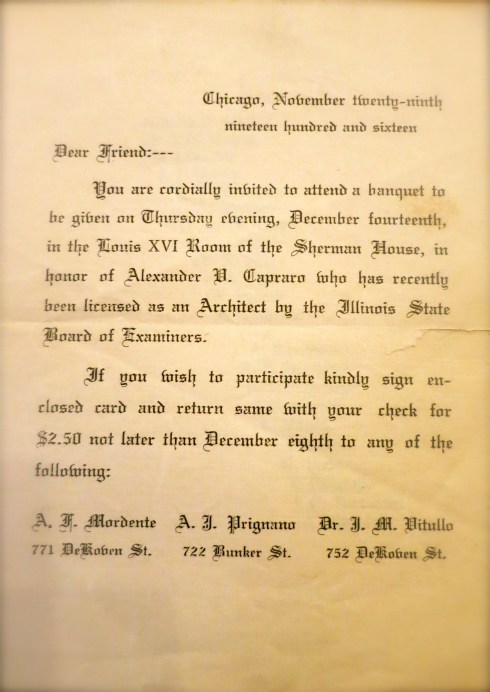 Chicago, November twenty-ninth
nineteen hundred and sixteen
Dear Friend:---
You are cordially invited to attend a banquet to
be given on Thursday evening, December fourteenth,
in the Louis XVI Room of the Sherman House, in
honor of Alexander V. Capraro who has recently
been licensed as an Architect by the Illinois State
Board of Examiners.
If you wish to participate kindly sign en-
closed card and return same with your check for
$2.50 not later than December eighth to any of the
following:
A. F. Mordente A. J. Prignano Dr. J. M. Vitullo
771 DeKoven St. 722 Bunker St. 752 DeKoven St.